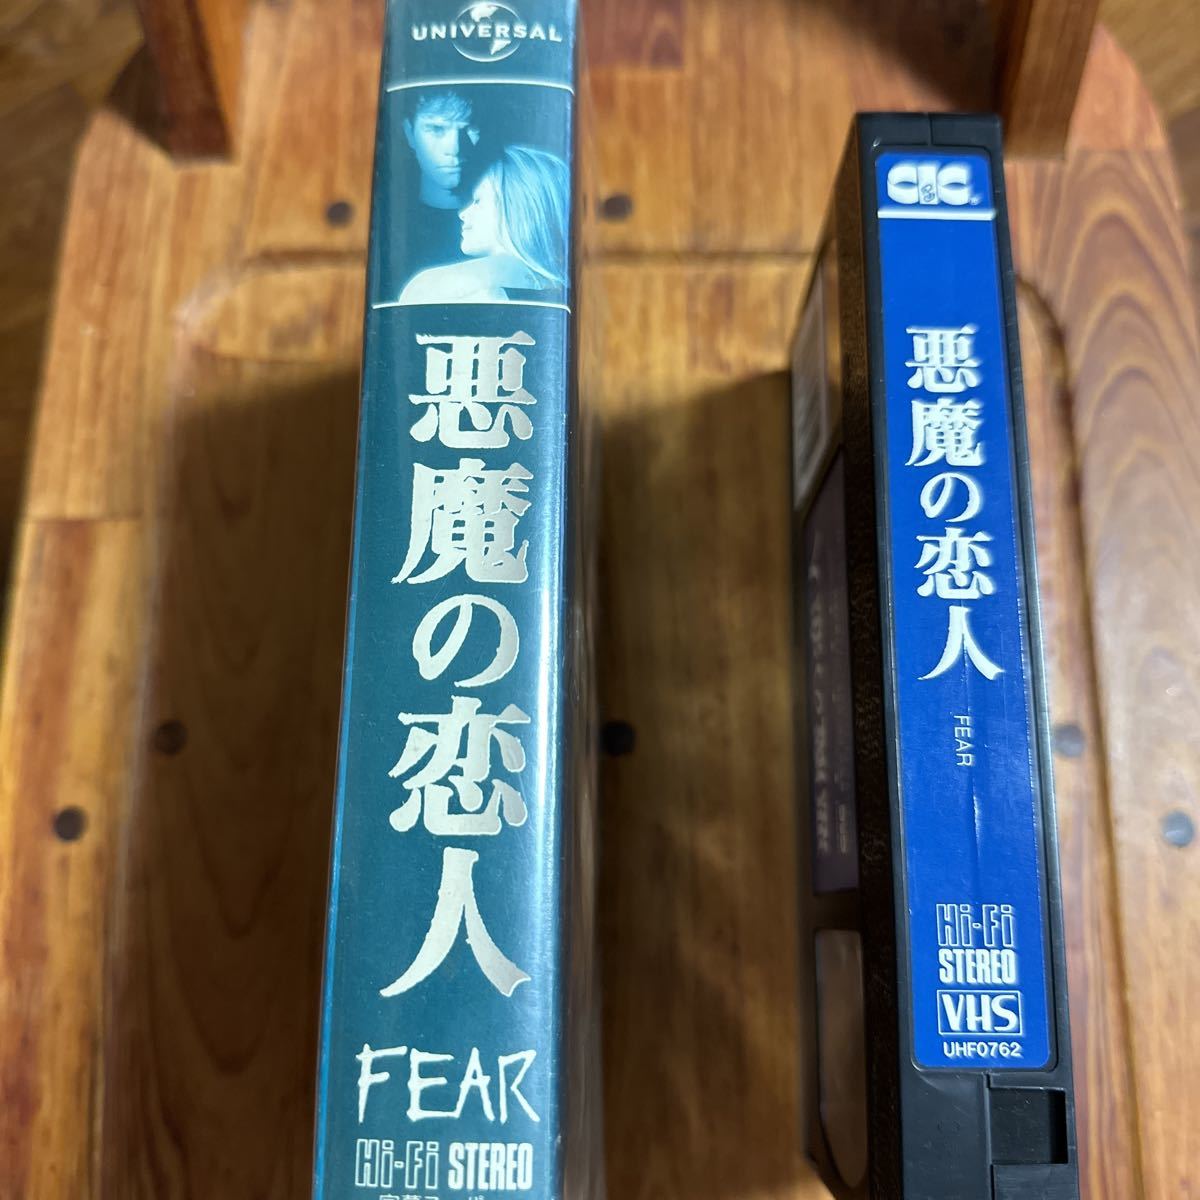 UNIVERSAL
悪魔の恋人
FEAR
Hi-Fi STEREO
CIC
悪魔の恋人
FEAR
Hi-Fi
STEREO
VHS
UHF0762